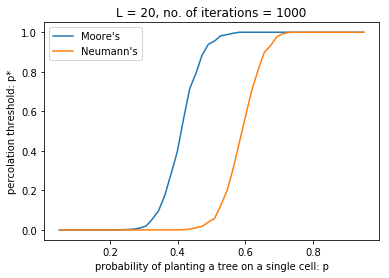 L = 20, no. of iterations = 1000
Moore's
Neumann's
percolation threshold: p*
1.0
0.8
0.6
0.4
0.2
0.0
0.2 0.4 0.6 0.8
probability of planting a tree on a single cell: p